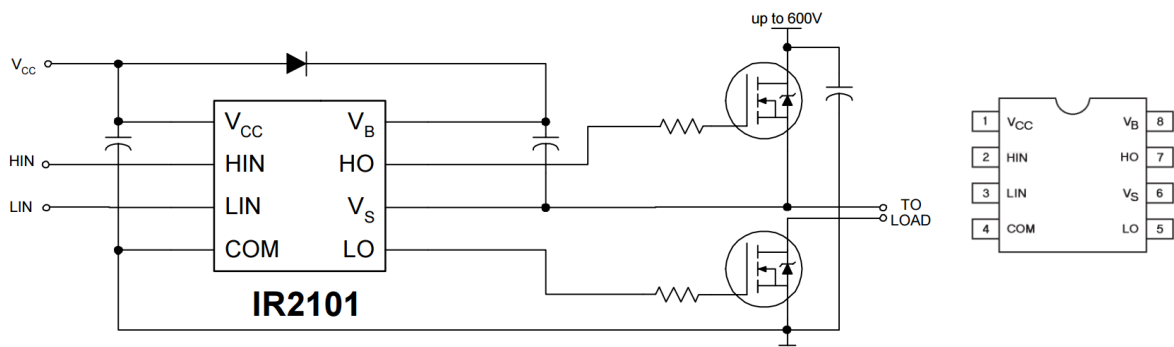 up to 600V
VCC
VCC VB
HIN HIN HO
LIN LIN VS
TO
LOAD
COM LO
IR2101
1 VCC VB 8
2 HIN HO 7
3 LIN VS 6
4 COM LO 5